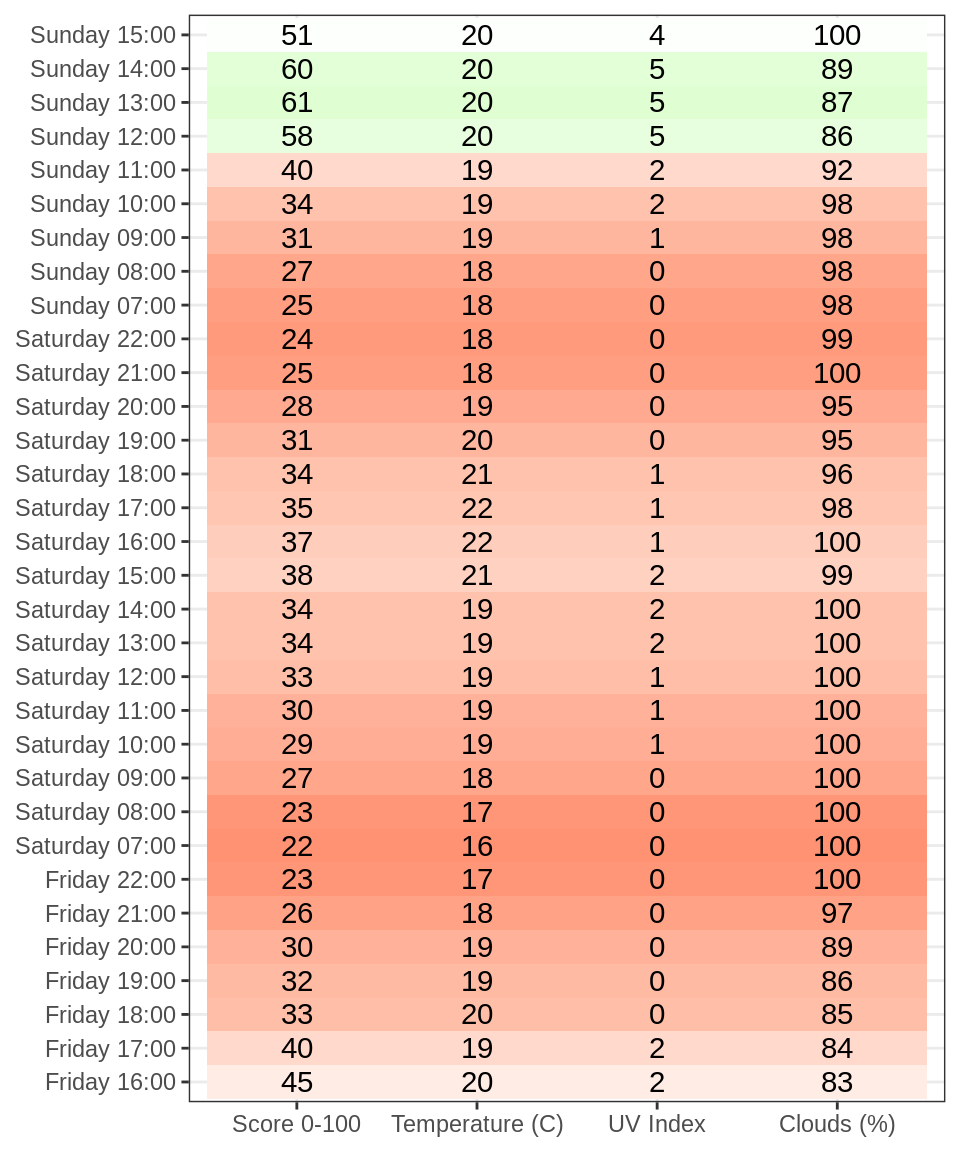 Sunday 15:00 51 20 4 100
Sunday 14:00 60 20 5 89
Sunday 13:00 61 20 5 87
Sunday 12:00 58 20 5 86
Sunday 11:00 40 19 2 92
Sunday 10:00 34 19 2 98
Sunday 09:00 31 19 1 98
Sunday 08:00 27 18 0 98
Sunday 07:00 25 18 0 98
Saturday 22:00 24 18 0 99
Saturday 21:00 25 18 0 100
Saturday 20:00 28 19 0 95
Saturday 19:00 31 20 0 95
Saturday 18:00 34 21 1 96
Saturday 17:00 35 22 1 98
Saturday 16:00 37 22 1 100
Saturday 15:00 38 21 2 99
Saturday 14:00 34 19 2 100
Saturday 13:00 34 19 2 100
Saturday 12:00 33 19 1 100
Saturday 11:00 30 19 1 100
Saturday 10:00 29 19 1 100
Saturday 09:00 27 18 0 100
Saturday 08:00 23 17 0 100
Saturday 07:00 22 16 0 100
Friday 22:00 23 17 0 100
Friday 21:00 26 18 0 97
Friday 20:00 30 19 0 89
Friday 19:00 32 19 0 86
Friday 18:00 33 20 0 85
Friday 17:00 40 19 2 84
Friday 16:00 45 20 2 83
Score 0-100 Temperature (C) UV Index Clouds (%)